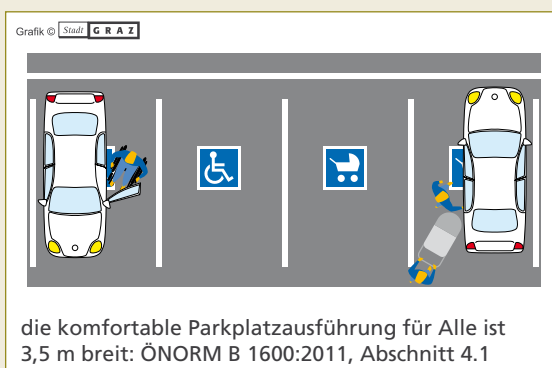 Grafik © Stadt GRAZ
die komfortable Parkplatzausführung für Alle ist
3,5 m breit: ÖNORM B 1600:2011, Abschnitt 4.1